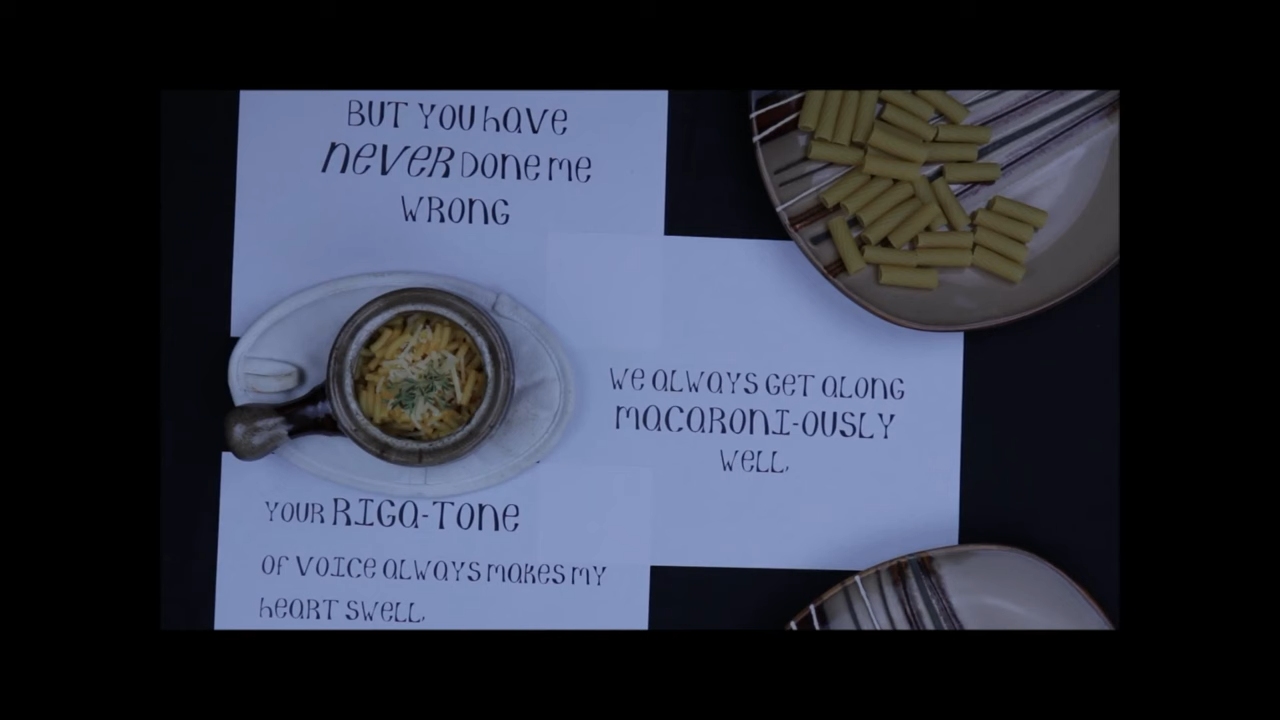 BUT YOU HAVE
NEVER DONE ME
WRONG
WE ALWAYS GET ALONG
MACARONI-OUSLY
WELL,
YOUR RIGA-TONE
OF VOICE ALWAYS MAKES MY
HEART SWELL,